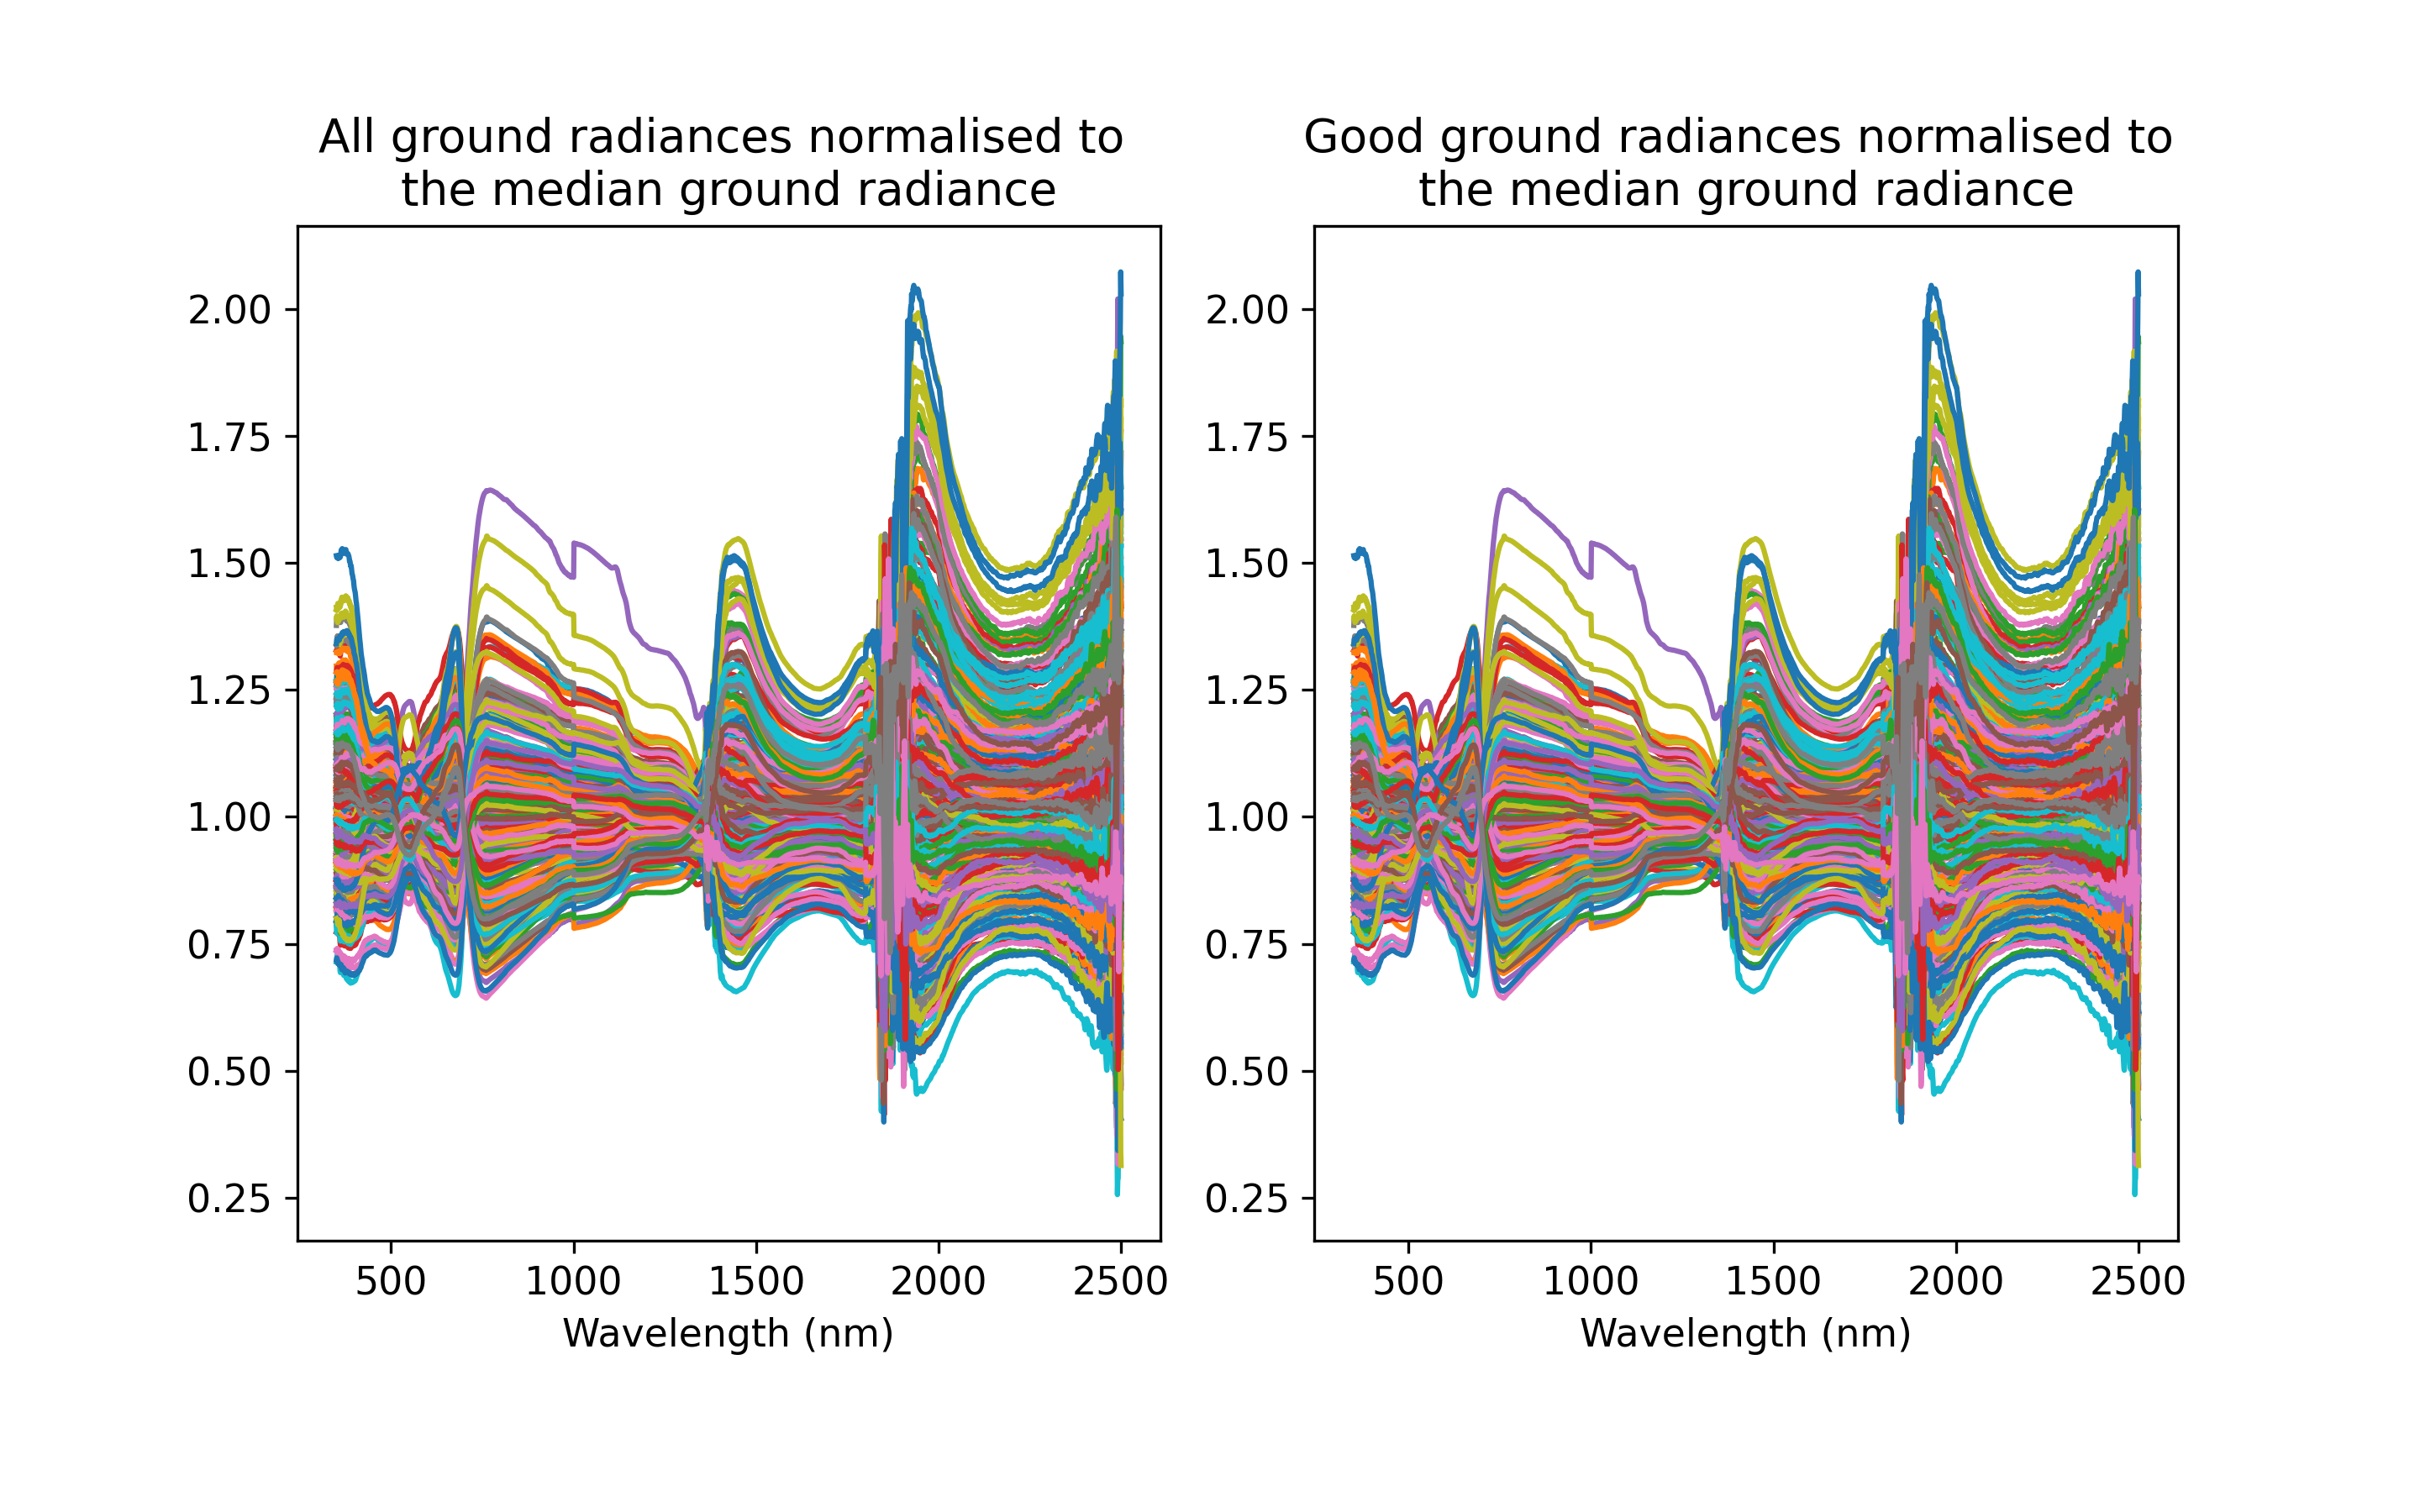 All ground radiances normalised to
the median ground radiance
2.00
1.75
1.50
1.25
1.00
0.75
0.50
0.25
500 1000 1500 2000 2500
Wavelength (nm)
Good ground radiances normalised to
the median ground radiance
2.00
1.75
1.50
1.25
1.00
0.75
0.50
0.25
500 1000 1500 2000 2500
Wavelength (nm)